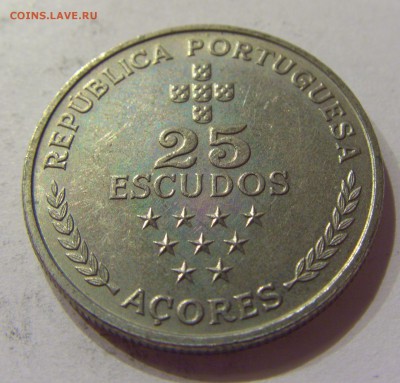 COINS.LAVE.RU
REPUBLICA PORTUGUESA
25
ESCUDOS
AÇORES